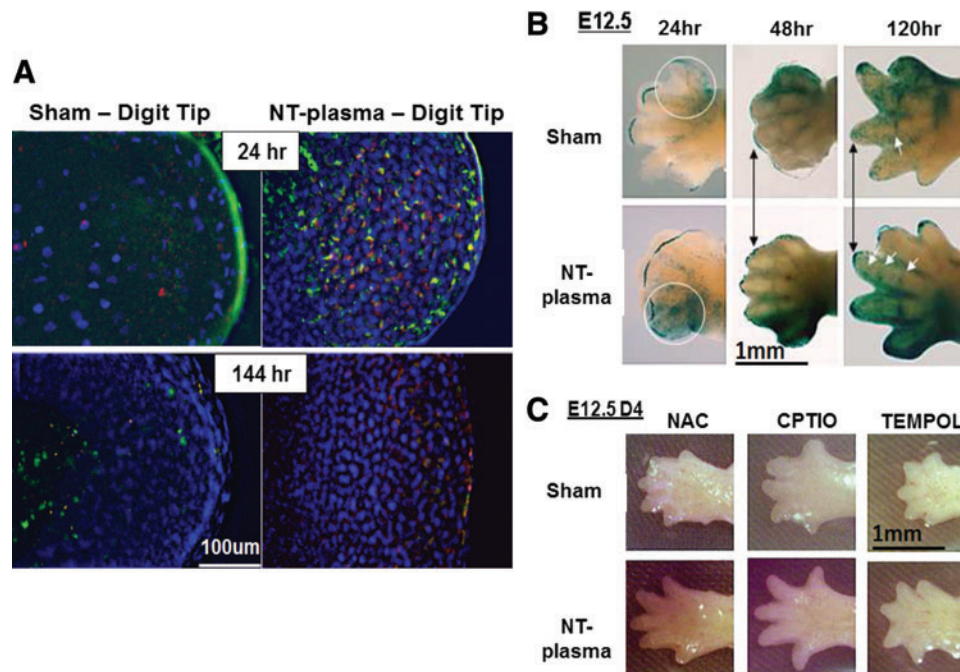 A
Sham – Digit Tip
NT-plasma – Digit Tip
24 hr
144 hr
100um
B
E12.5
24hr
48hr
120hr
Sham
NT-
plasma
1mm
C
E12.5 D4
NAC
CPTIO
TEMPOL
Sham
1mm
NT-
plasma